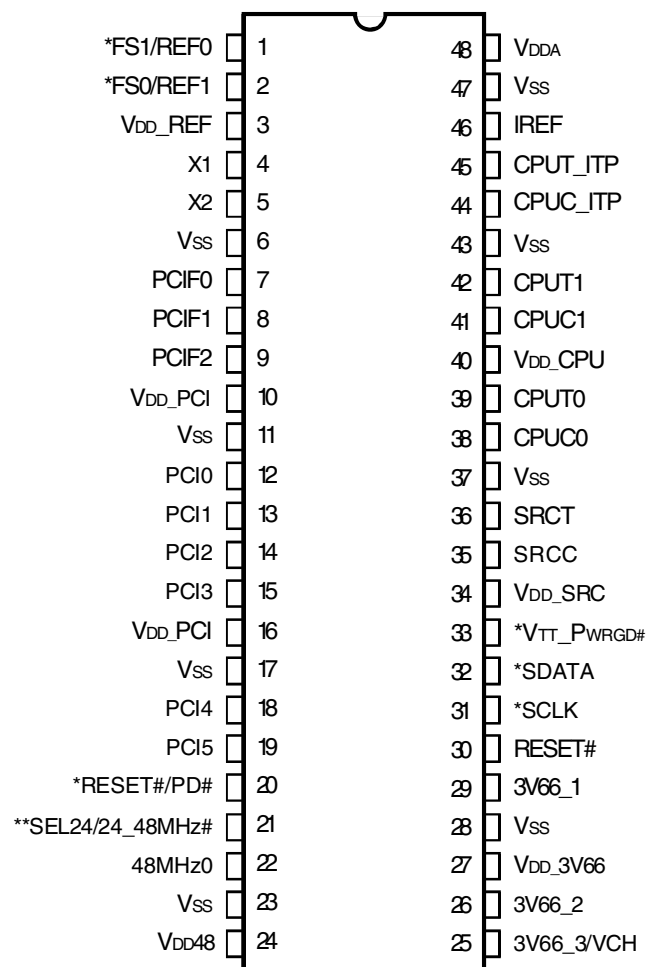 *FS1/REF0 1 48 VDDA
*FS0/REF1 2 47 VSS
VDD_REF 3 46 IREF
X1 4 45 CPUT_ITP
X2 5 44 CPUC_ITP
VSS 6 43 VSS
PCIF0 7 42 CPUT1
PCIF1 8 41 CPUC1
PCIF2 9 40 VDD_CPU
VDD_PCI 10 39 CPUT0
VSS 11 38 CPUC0
PCI0 12 37 VSS
PCI1 13 36 SRCT
PCI2 14 35 SRCC
PCI3 15 34 VDD_SRC
VDD_PCI 16 33 *VTT_PWRGD#
VSS 17 32 *SDATA
PCI4 18 31 *SCLK
PCI5 19 30 RESET#
*RESET#/PD# 20 29 3V66_1
**SEL24/24_48MHz# 21 28 VSS
48MHz0 22 27 VDD_3V66
VSS 23 26 3V66_2
VDD48 24 25 3V66_3/VCH